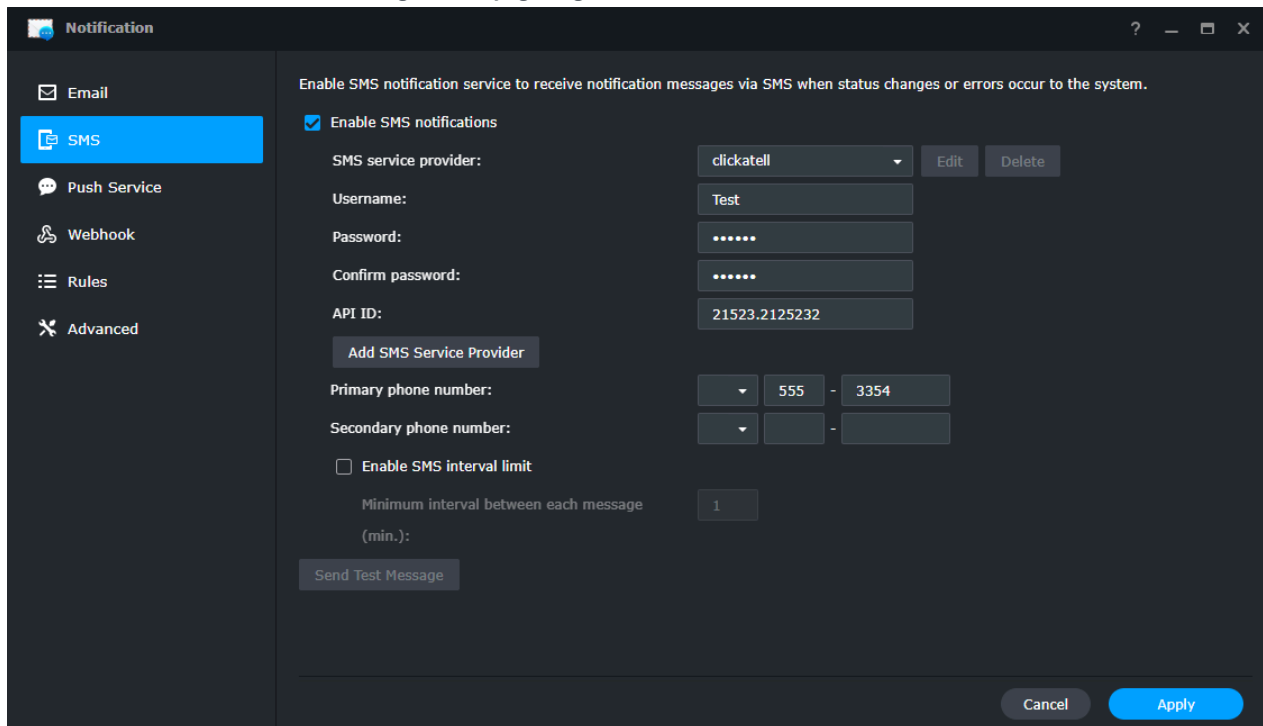 Notification
?
Email
SMS
Push Service
Webhook
Rules
Advanced
Enable SMS notification service to receive notification messages via SMS when status changes or errors occur to the system.
Enable SMS notifications
SMS service provider: clickatell Edit Delete
Username: Test
Password: ••••••
Confirm password: ••••••
API ID: 21523.2125232
Add SMS Service Provider
Primary phone number: 555 - 3354
Secondary phone number: -
Enable SMS interval limit
Minimum interval between each message 1
(min.):
Send Test Message
Cancel Apply